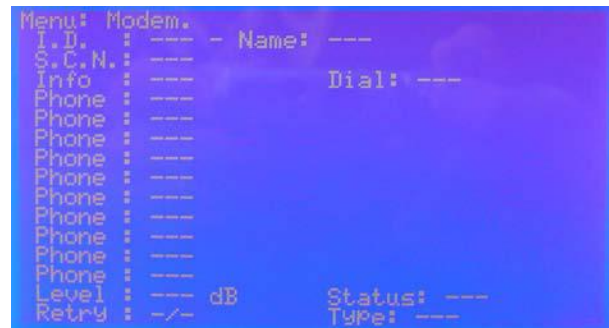 Menu: Modem.
I.D. : --- - Name: ---
S.C.N.: ---
Info : --- Dial: ---
Phone : ---
Phone : ---
Phone : ---
Phone : ---
Phone : ---
Phone : ---
Phone : ---
Phone : ---
Phone : ---
Phone : ---
Level : --- dB Status: ---
Retry : -/- Type: ---